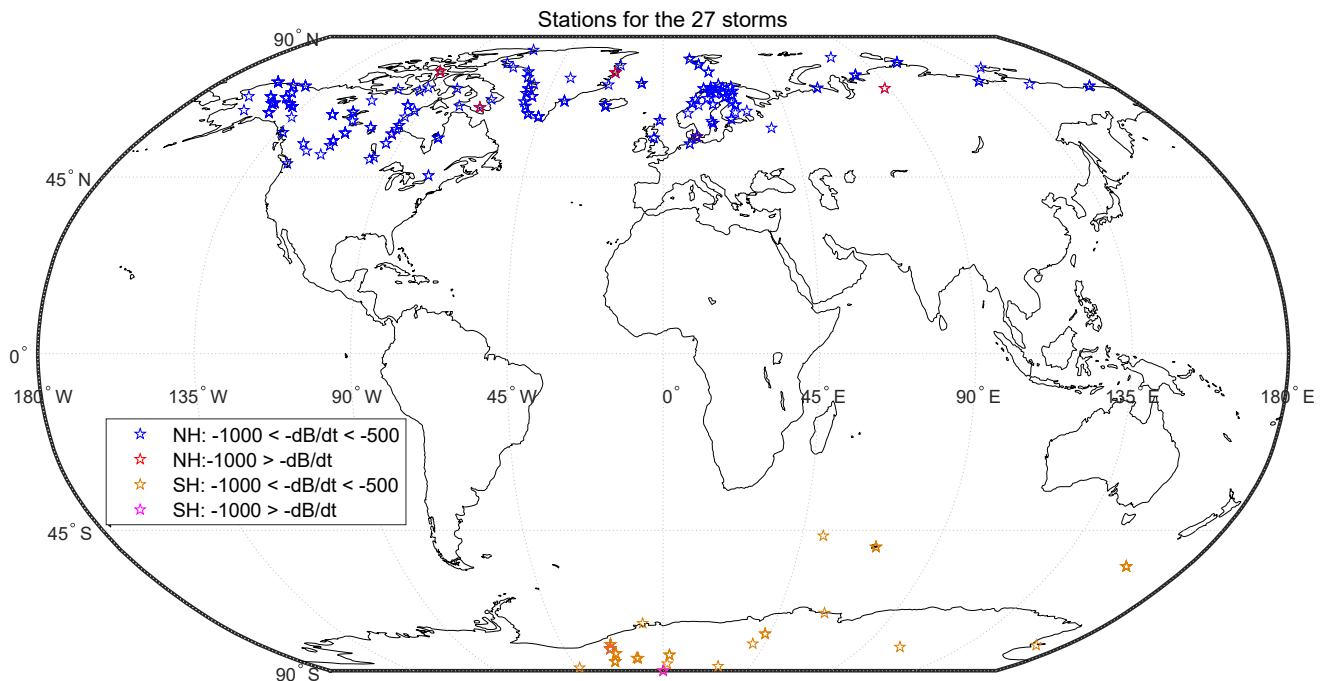 Stations for the 27 storms
90° N
45° N
0°
180° W 135° W 90° W 45° W 0° 45° E 90° E 135° E 180° E
NH: -1000 < -dB/dt < -500
NH:-1000 > -dB/dt
SH: -1000 < -dB/dt < -500
SH: -1000 > -dB/dt
45° S
90° S